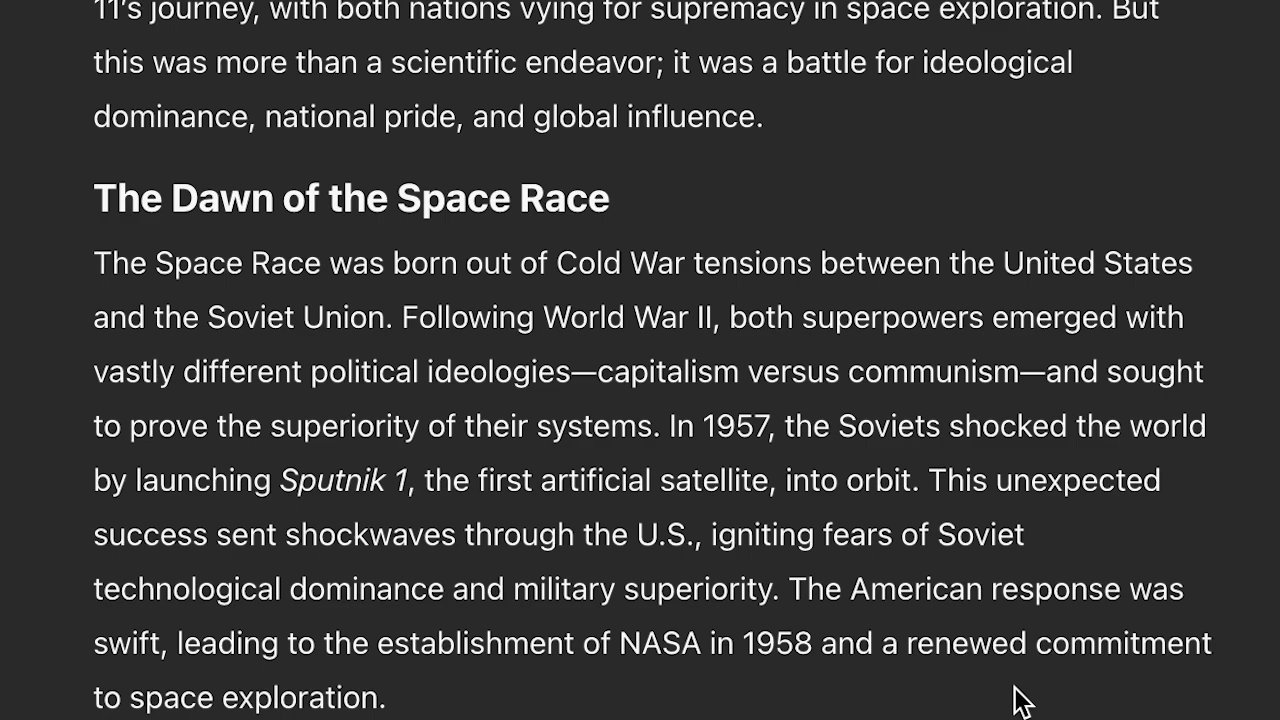 11's journey, with both nations vying for supremacy in space exploration. But
this was more than a scientific endeavor; it was a battle for ideological
dominance, national pride, and global influence.
The Dawn of the Space Race
The Space Race was born out of Cold War tensions between the United States
and the Soviet Union. Following World War II, both superpowers emerged with
vastly different political ideologies—capitalism versus communism—and sought
to prove the superiority of their systems. In 1957, the Soviets shocked the world
by launching Sputnik 1, the first artificial satellite, into orbit. This unexpected
success sent shockwaves through the U.S., igniting fears of Soviet
technological dominance and military superiority. The American response was
swift, leading to the establishment of NASA in 1958 and a renewed commitment
to space exploration.